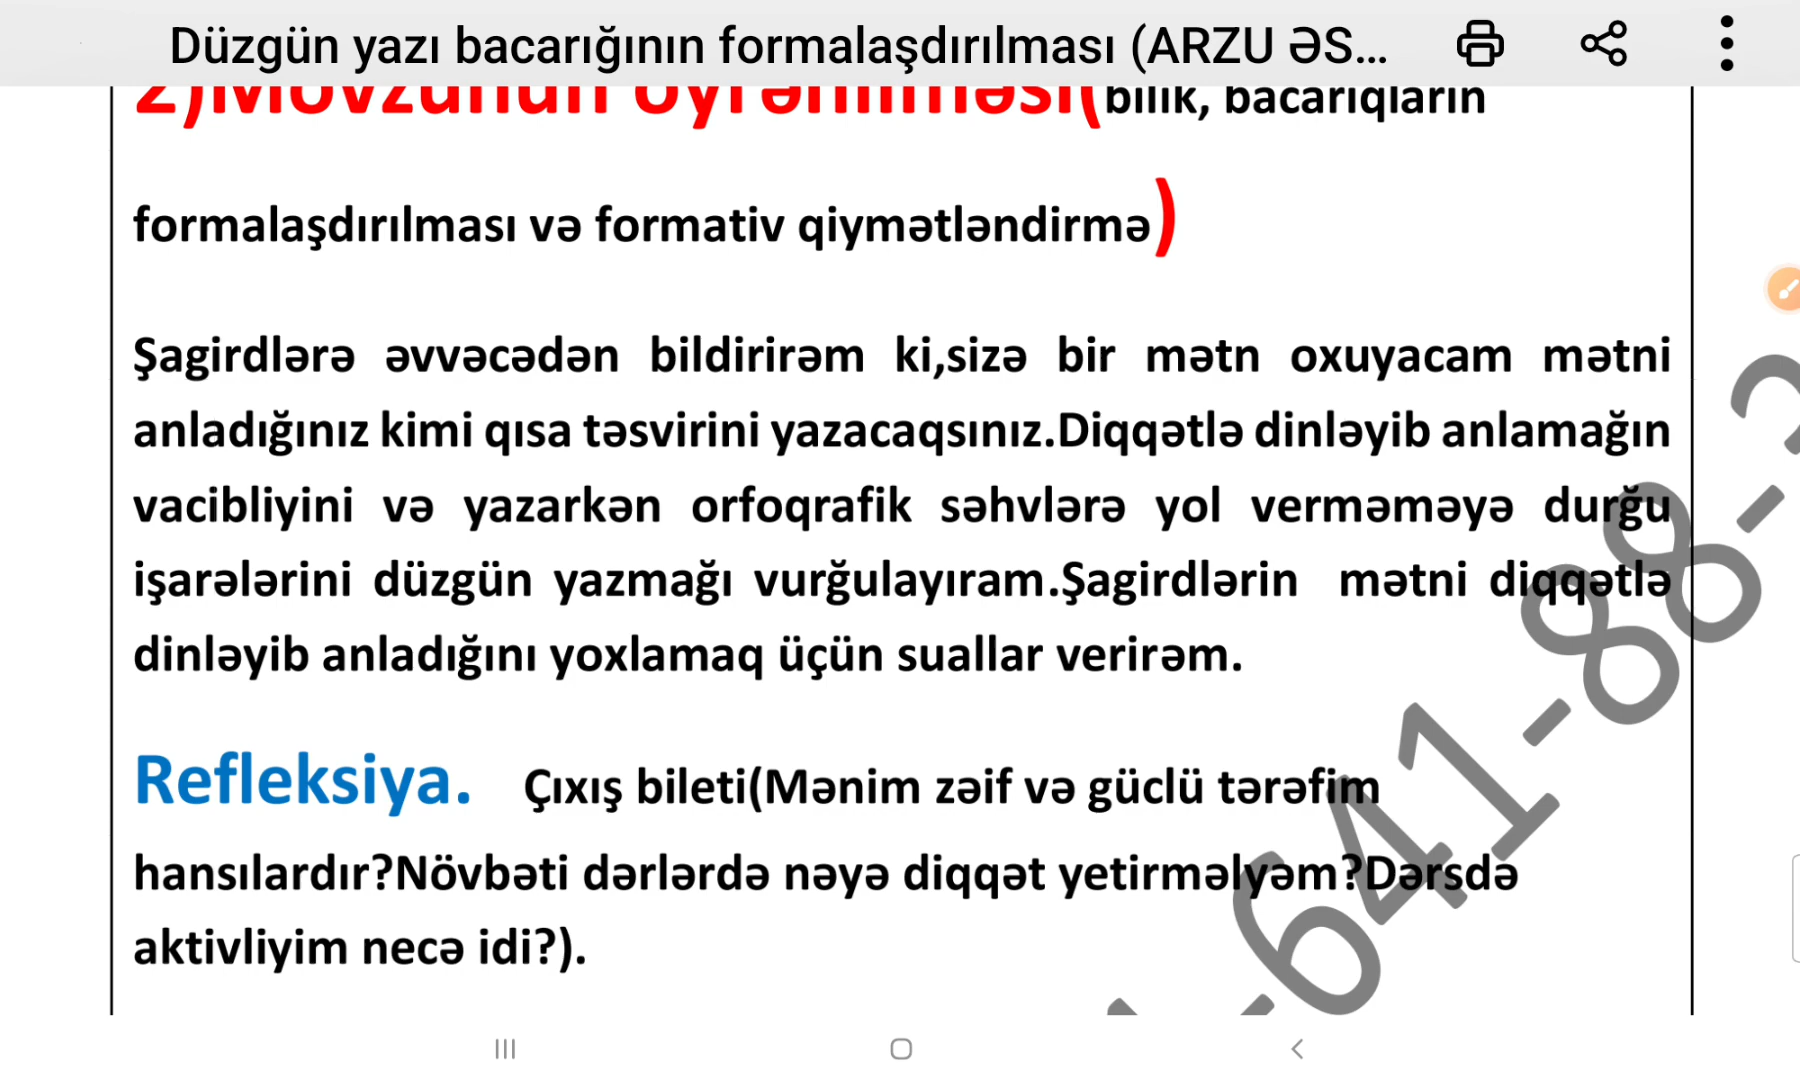 Düzgün yazı bacarığının formalaşdırılması (ARZU ƏS...
2)Mövzunun öyrənilməsi(bilik, bacarıqların
formalaşdırılması və formativ qiymətləndirmə)
Şagirdlərə əvvəcədən bildirirəm ki,sizə bir mətn oxuyacam mətni
anladığınız kimi qısa təsvirini yazacaqsınız.Diqqətlə dinləyib anlamağın
vacibliyini və yazarkən orfoqrafik səhvlərə yol verməməyə durğu
işarələrini düzgün yazmağı vurğulayıram.Şagirdlərin mətni diqqətlə
dinləyib anladığını yoxlamaq üçün suallar verirəm.
Refleksiya. Çıxış bileti(Mənim zəif və güclü tərəfim
hansılardır?Növbəti dərlərdə nəyə diqqət yetirməlyəm?Dərsdə
aktivliyim necə idi?).
-641-88-